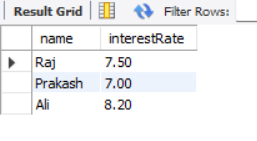 Result Grid Filter Rows:
name interestRate
Raj 7.50
Prakash 7.00
Ali 8.20